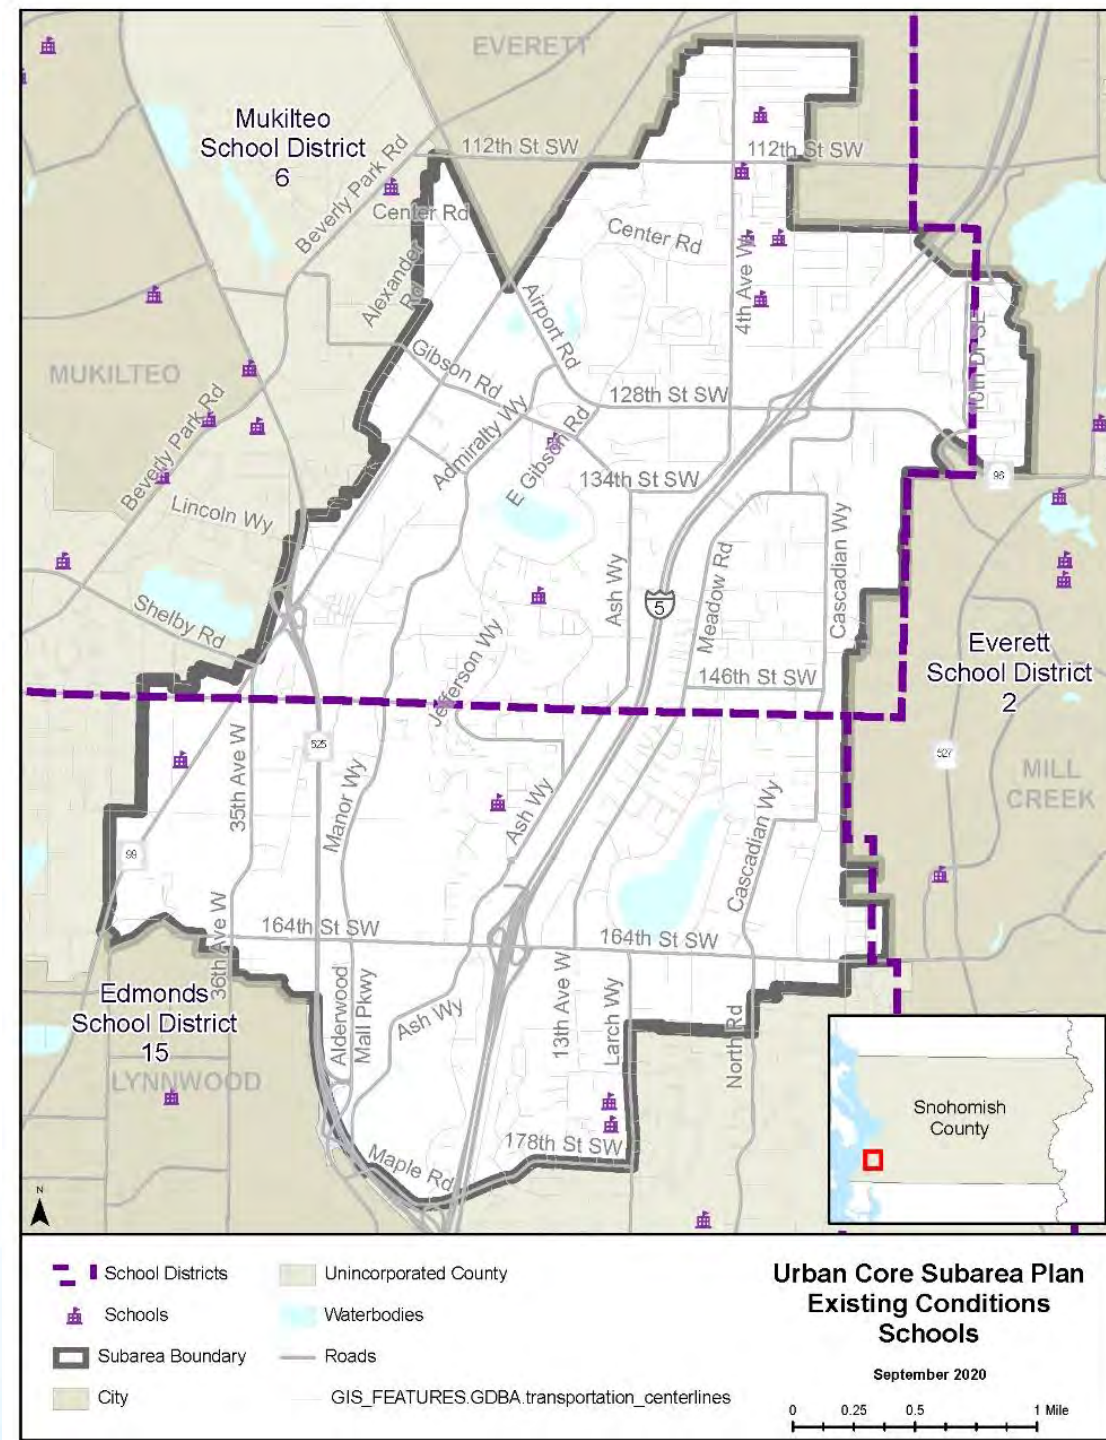 EVERETT
Mukilteo
School District
6
112th St SW
112th St SW
Beverly Park Rd
Center Rd
Center Rd
Alexander
Rd
4th Ave W
Airport Rd
MUKILTEO
Gibson Rd
10th Dr SE
128th St SW
Beverly Park Rd
Admiralty Wy
E Gibson Rd
134th St SW
96
Lincoln Wy
Cascadian Wy
Meadow Rd
Ash Wy
5
Shelby Rd
Everett
School District
2
Jefferson Wy
146th St SW
525
527
35th Ave W
Manor Wy
MILL
CREEK
Ash Wy
Cascadian Wy
99
36th Ave W
164th St SW
164th St SW
Edmonds
School District
15
Alderwood
Mall Pkwy
Ash Wy
13th Ave W
Larch Wy
North Rd
LYNNWOOD
178th St SW
Maple Rd
Snohomish
County
N
School Districts
Schools
Subarea Boundary
City
Unincorporated County
Waterbodies
Roads
GIS_FEATURES.GDBA.transportation_centerlines
Urban Core Subarea Plan
Existing Conditions
Schools
September 2020
0 0.25 0.5 1 Mile